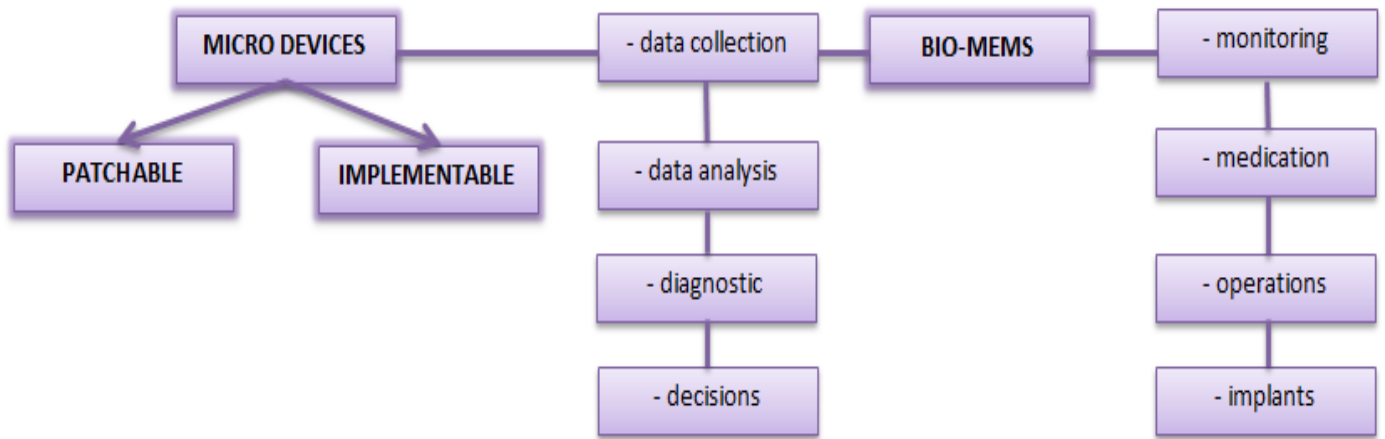 MICRO DEVICES
- data collection
BIO-MEMS
- monitoring
PATCHABLE
IMPLEMENTABLE
- data analysis
- medication
- diagnostic
- operations
- decisions
- implants